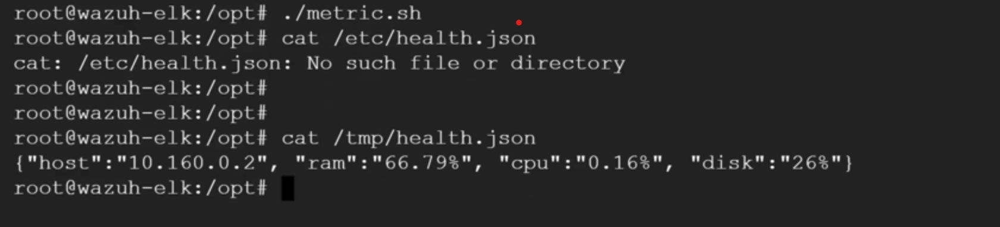 root@wazuh-elk:/opt# ./metric.sh
root@wazuh-elk:/opt# cat /etc/health.json
cat: /etc/health.json: No such file or directory
root@wazuh-elk:/opt#
root@wazuh-elk:/opt#
root@wazuh-elk:/opt# cat /tmp/health.json
{"host":"10.160.0.2", "ram":"66.79%", "cpu":"0.16%", "disk":"26%"}
root@wazuh-elk:/opt#